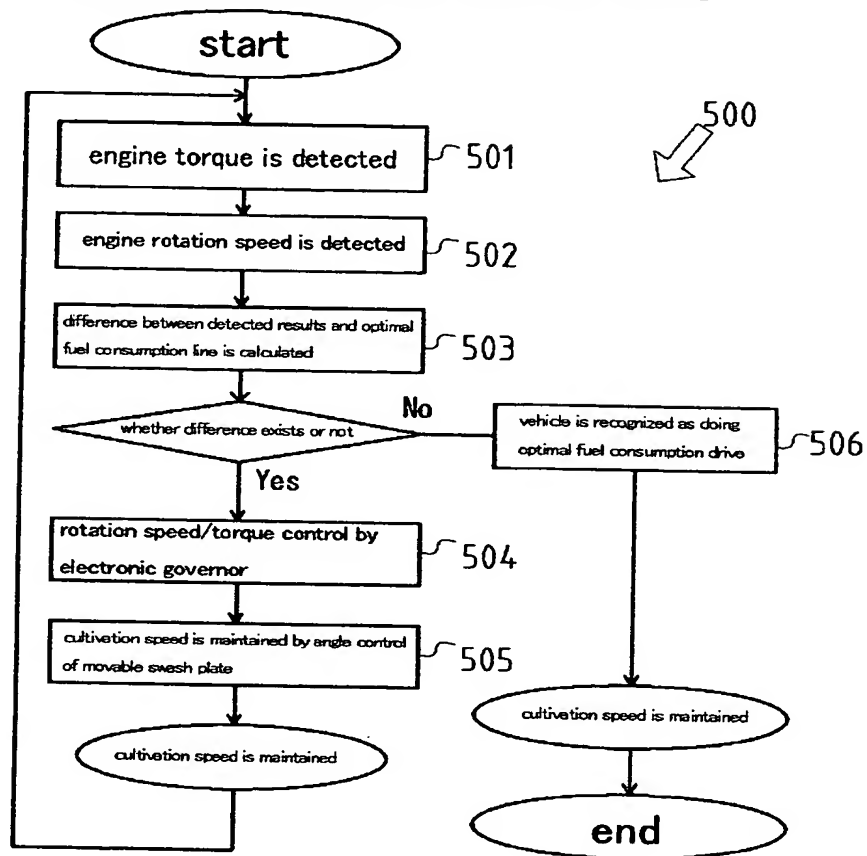 start
500
engine torque is detected
501
engine rotation speed is detected
502
difference between detected results and optimal
fuel consumption line is calculated
503
whether difference exists or not
No
vehicle is recognized as doing
optimal fuel consumption drive
506
Yes
rotation speed/torque control by
electronic governor
504
cultivation speed is maintained by angle control
of movable swash plate
505
cultivation speed is maintained
cultivation speed is maintained
end